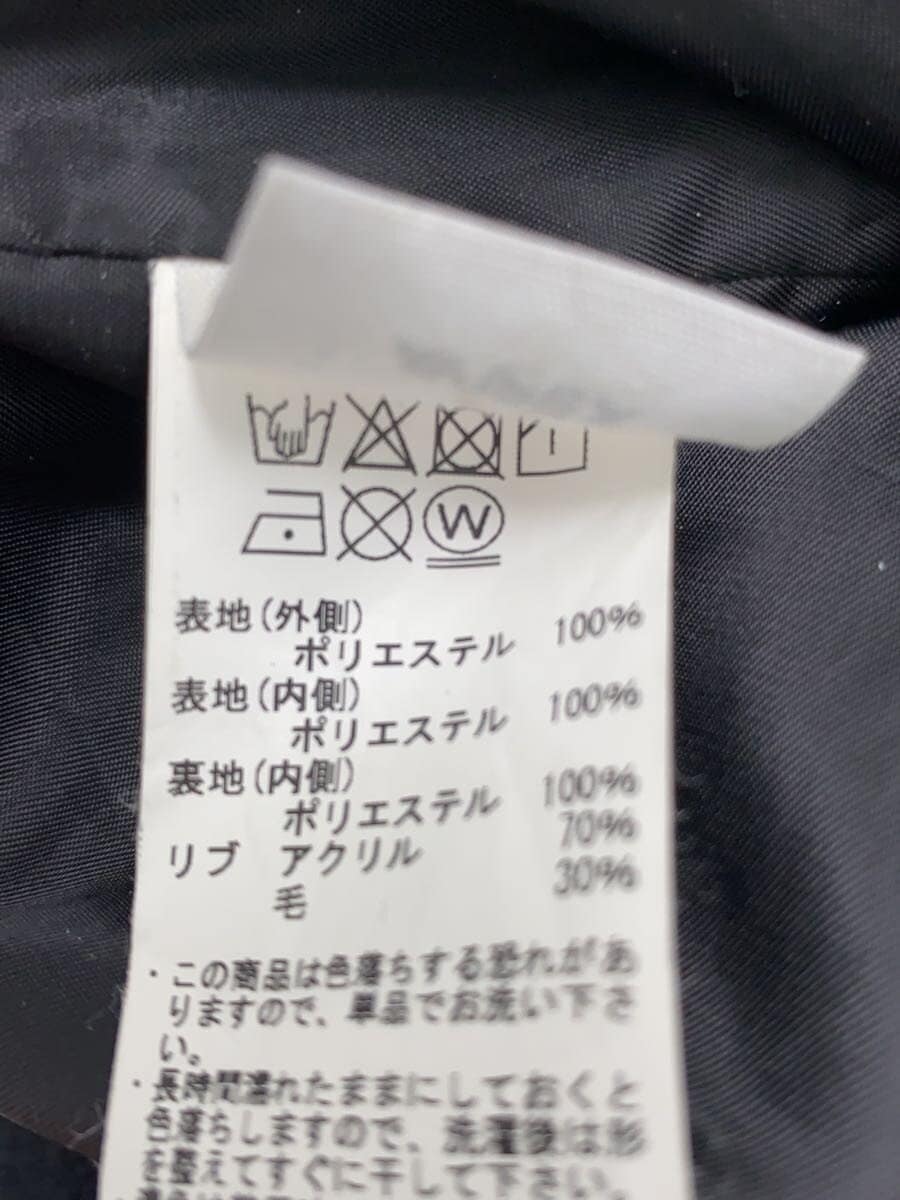 W
表地(外側)
ポリエステル 100%
表地(内側)
ポリエステル 100%
裏地(内側)
ポリエステル 100%
リブ アクリル 70%
毛 30%
・この商品は色落ちする恐れがあ
りますので、単品でお洗い下さ
い。
・長時間濡れたままにしておくと
色落ちしますので、洗濯後は形
を整えてすぐに干して下さい。